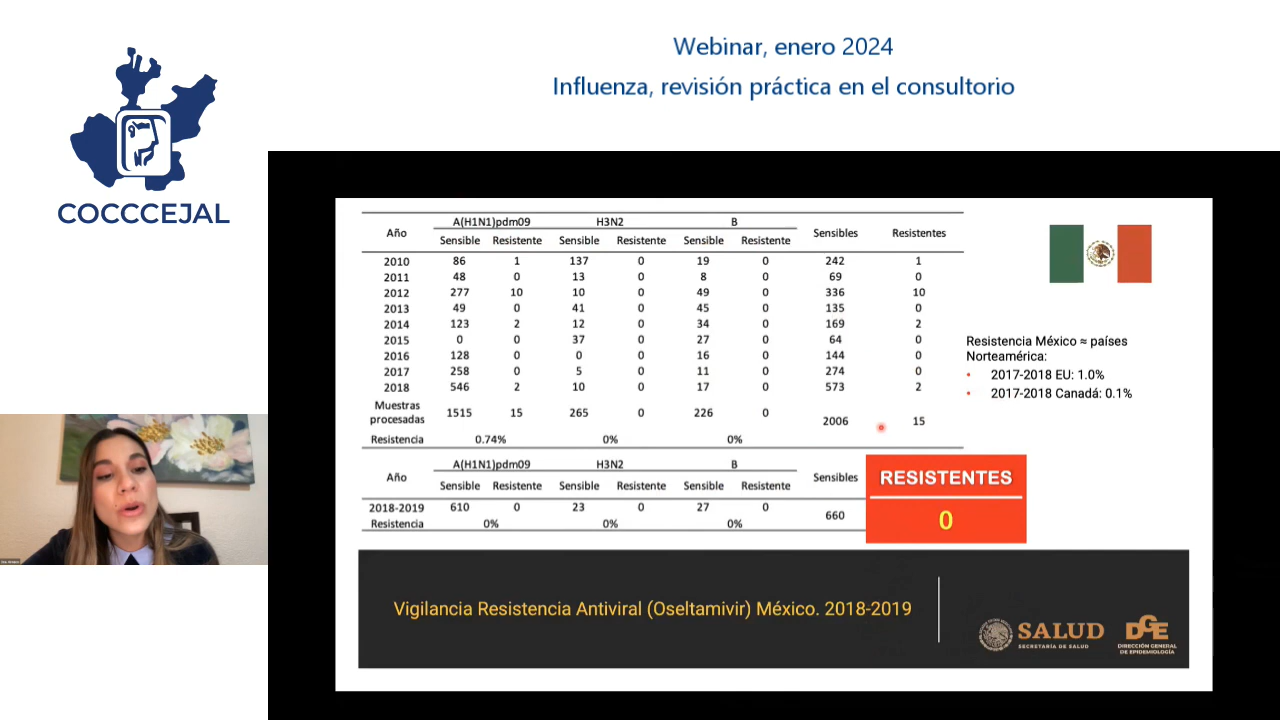 Webinar, enero 2024
Influenza, revisión práctica en el consultorio
COCCCEJAL
Año A(H1N1)pdm09 H3N2 B Sensibles Resistentes
Sensible Resistente Sensible Resistente Sensible Resistente
2010 86 1 137 0 19 0 242 1
2011 48 0 13 0 8 0 69 0
2012 277 10 10 0 49 0 336 10
2013 49 0 41 0 45 0 135 0
2014 123 2 12 0 34 0 169 2
2015 0 0 37 0 27 0 64 0
2016 128 0 0 0 16 0 144 0
2017 258 0 5 0 11 0 274 0
2018 546 2 10 0 17 0 573 2
Muestras procesadas 1515 15 265 0 226 0 2006 15
Resistencia 0.74% 0% 0%
Resistencia México ≈ países
Norteamérica:
• 2017-2018 EU: 1.0%
• 2017-2018 Canadá: 0.1%
Año A(H1N1)pdm09 H3N2 B Sensibles
Sensible Resistente Sensible Resistente Sensible Resistente
2018-2019 610 0 23 0 27 0 660
Resistencia 0% 0% 0%
RESISTENTES
0
Vigilancia Resistencia Antiviral (Oseltamivir) México. 2018-2019
SALUD
SECRETARÍA DE SALUD
DGE
DIRECCIÓN GENERAL
DE EPIDEMIOLOGÍA